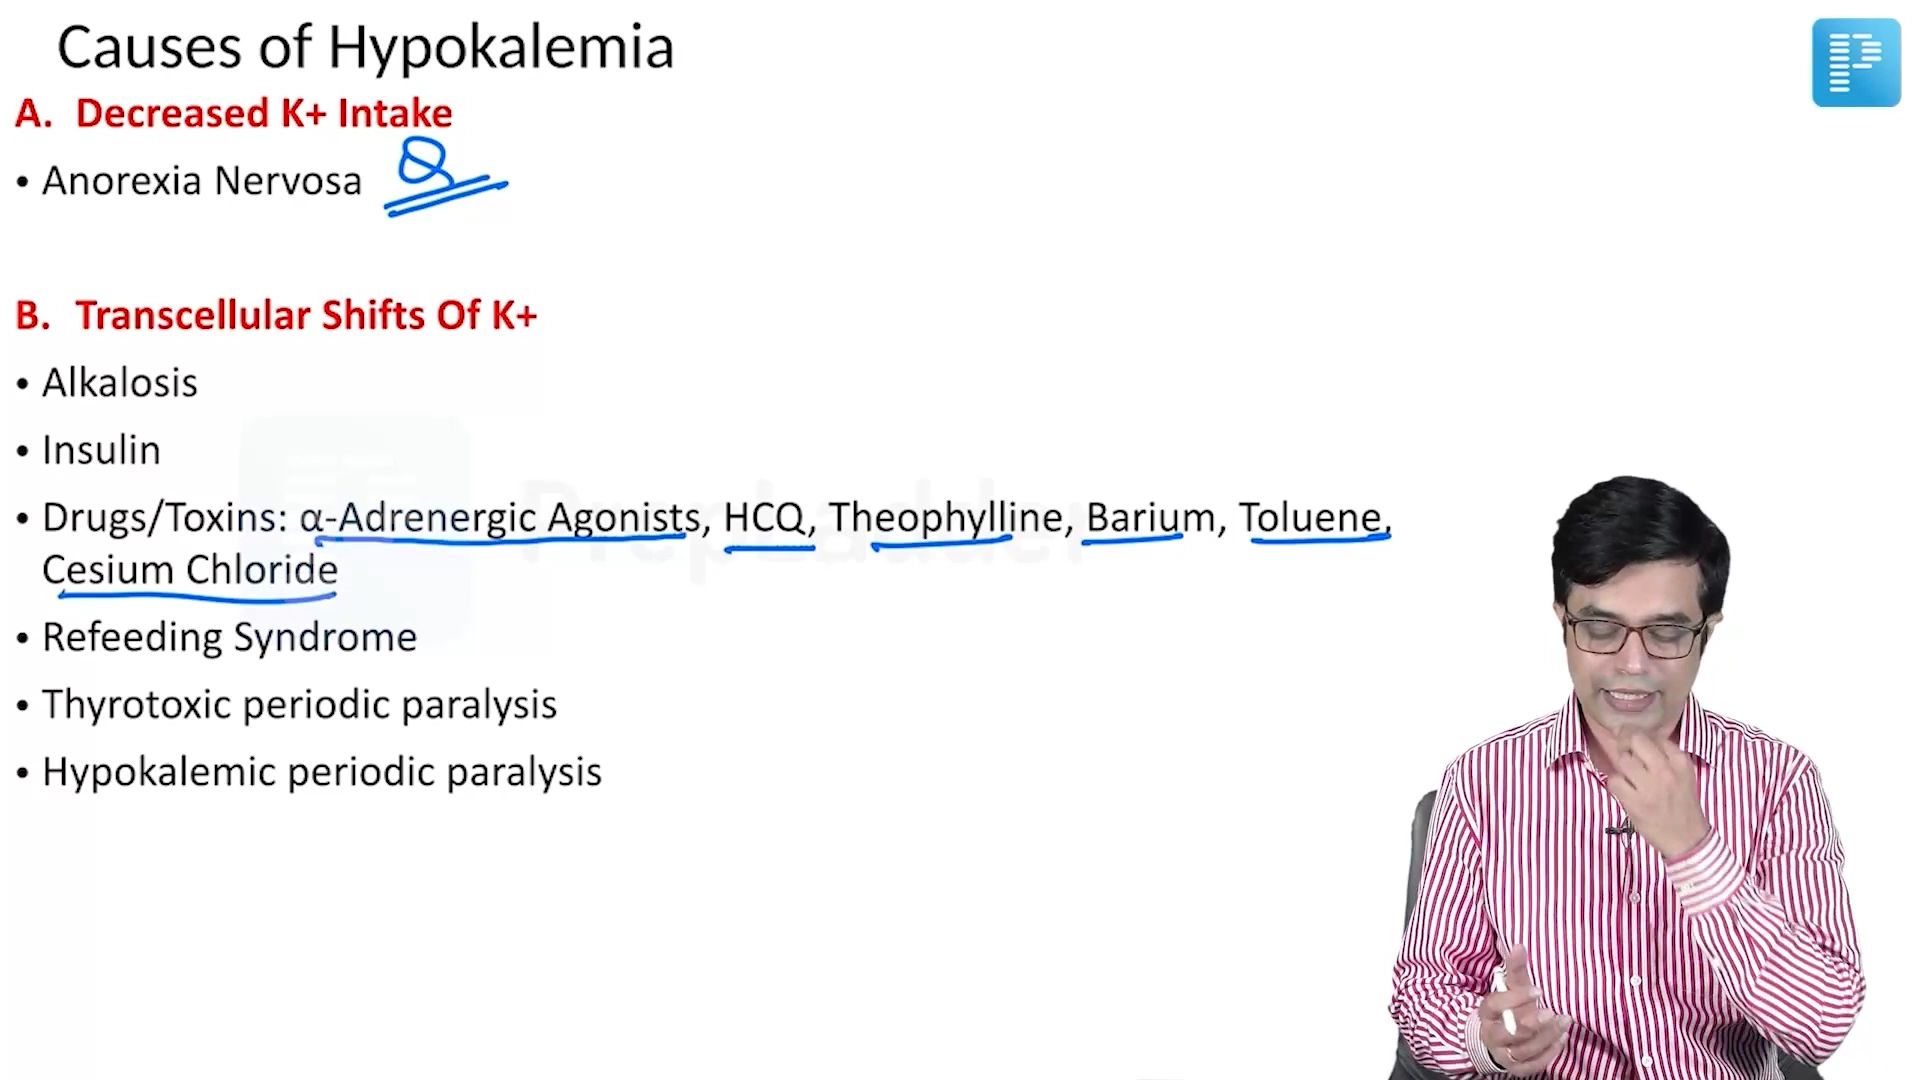 Causes of Hypokalemia
A. Decreased K+ Intake
• Anorexia Nervosa
B. Transcellular Shifts Of K+
• Alkalosis
• Insulin
• Drugs/Toxins: α-Adrenergic Agonists, HCQ, Theophylline, Barium, Toluene,
Cesium Chloride
• Refeeding Syndrome
• Thyrotoxic periodic paralysis
• Hypokalemic periodic paralysis
PrepLadder